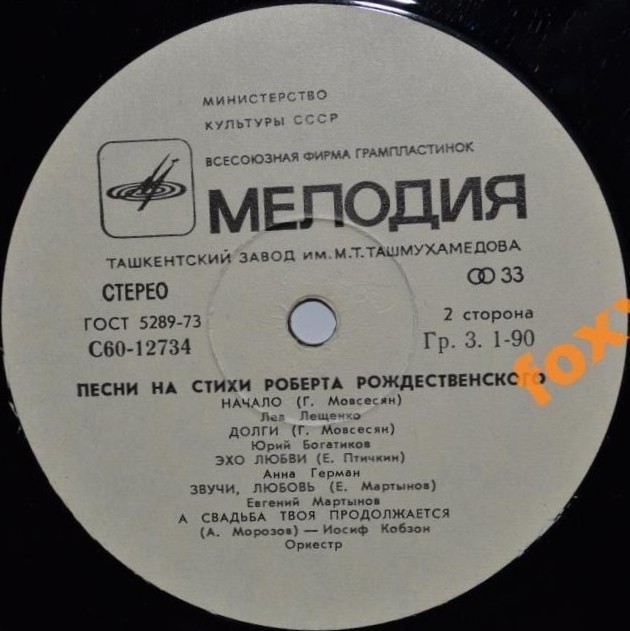 МИНИСТЕРСТВО
КУЛЬТУРЫ СССР
ВСЕСОЮЗНАЯ ФИРМА ГРАМПЛАСТИНОК
МЕЛОДИЯ
ТАШКЕНТСКИЙ ЗАВОД ИМ. М.Т.ТАШМУХАМЕДОВА
СТЕРЕО
33
ГОСТ 5289-73
2 сторона
С60-12734
Гр. 3. 1-90
ПЕСНИ НА СТИХИ РОБЕРТА РОЖДЕСТВЕНСКОГО
НАЧАЛО (Г. Мовсесян)
Лев Лещенко
ДОЛГИ (Г. Мовсесян)
Юрий Богатиков
ЭХО ЛЮБВИ (Е. Птичкин)
Анна Герман
ЗВУЧИ, ЛЮБОВЬ (Е. Мартынов)
Евгений Мартынов
А СВАДЬБА ТВОЯ ПРОДОЛЖАЕТСЯ
(А. Морозов) — Иосиф Кобзон
Оркестр